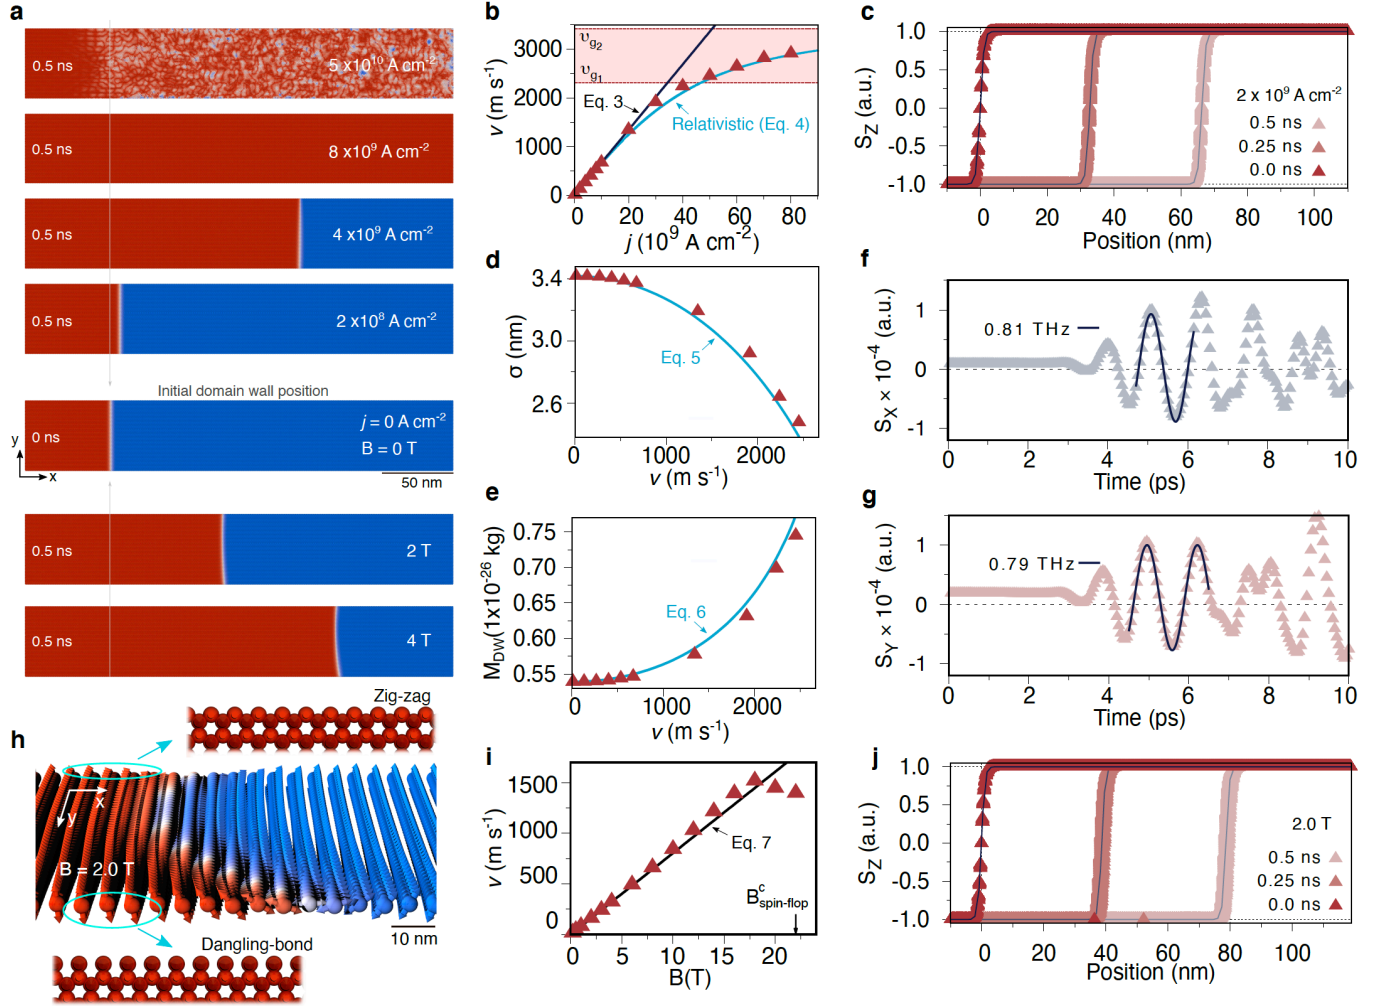 a
0.5 ns
5 x10¹⁰ A cm⁻²
0.5 ns
8 x10⁹ A cm⁻²
0.5 ns
4 x10⁹ A cm⁻²
0.5 ns
2 x10⁸ A cm⁻²
Initial domain wall position
0 ns
j = 0 A cm⁻²
B = 0 T
y
x
50 nm
0.5 ns
2 T
0.5 ns
4 T
b
3000
2000
1000
0
v (m s⁻¹)
υg₂
υg₁
Eq. 3
Relativistic (Eq. 4)
0 20 40 60 80
j (10⁹ A cm⁻²)
c
1.0
0.5
0.0
-0.5
-1.0
S_Z (a.u.)
2 x 10⁹ A cm⁻²
0.5 ns
0.25 ns
0.0 ns
0 20 40 60 80 100
Position (nm)
d
3.4
3.0
2.6
σ (nm)
Eq. 5
0 1000 2000
v (m s⁻¹)
e
0.75
0.70
0.65
0.60
0.55
M_DW(1x10⁻²⁶ kg)
Eq. 6
0 1000 2000
v (m s⁻¹)
f
1
0
-1
S_X × 10⁻⁴ (a.u.)
0.81 THz
0 2 4 6 8 10
Time (ps)
g
1
0
-1
S_Y × 10⁻⁴ (a.u.)
0.79 THz
0 2 4 6 8 10
Time (ps)
h
Zig-zag
x
y
B = 2.0 T
10 nm
Dangling-bond
i
1500
1000
500
0
v (m s⁻¹)
Eq. 7
B^c_spin-flop
0 5 10 15 20
B(T)
j
1.0
0.5
0.0
-0.5
-1.0
S_Z (a.u.)
2.0 T
0.5 ns
0.25 ns
0.0 ns
0 20 40 60 80 100
Position (nm)